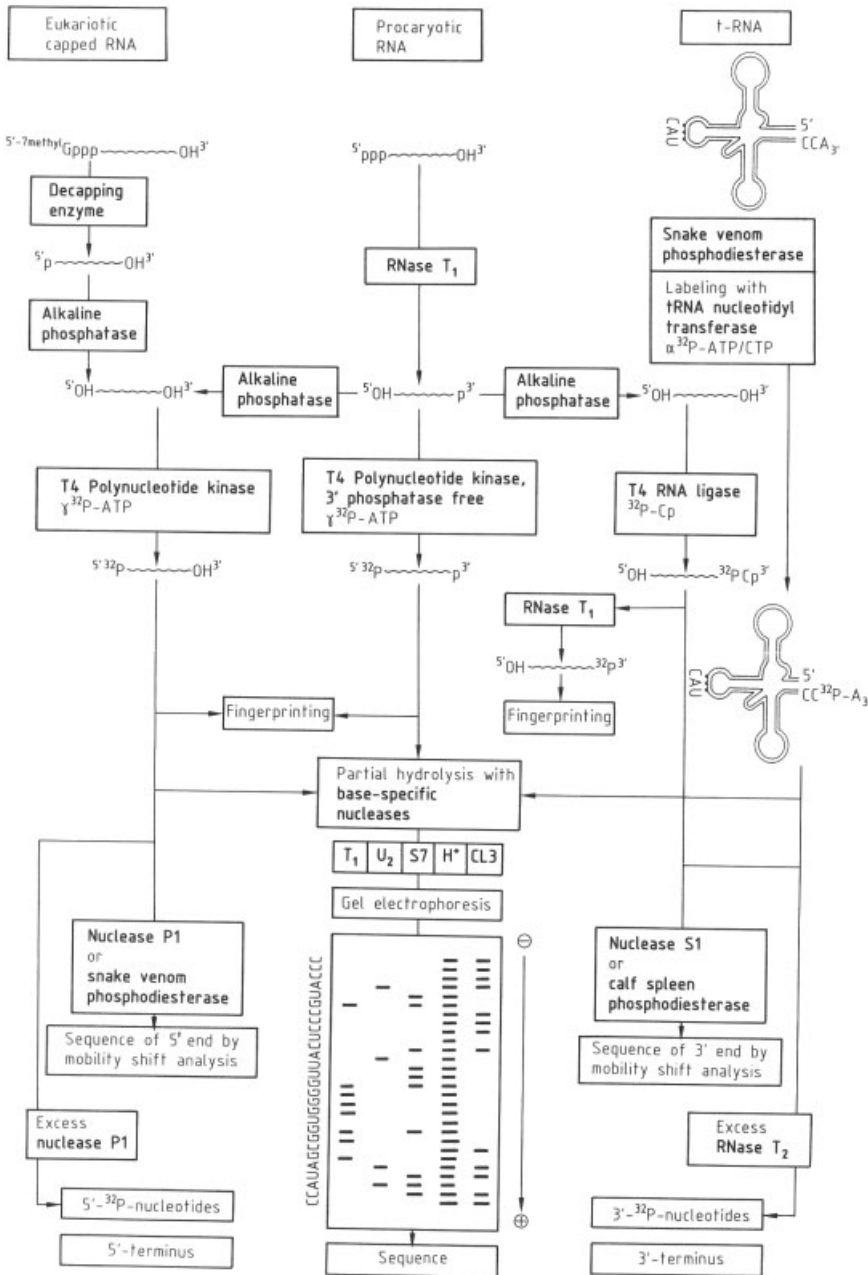 Eukariotic
capped RNA
Procaryotic
RNA
t-RNA
5'
CCA3'
CAU
5'-7methylGppp OH3'
5'ppp OH3'
Decapping
enzyme
5'p OH3'
Alkaline
phosphatase
RNase T1
Snake venom
phosphodiesterase
Labeling with
tRNA nucleotidyl
transferase
α32P-ATP/CTP
5'OH OH3'
Alkaline
phosphatase
5'OH p3'
Alkaline
phosphatase
5'OH OH3'
T4 Polynucleotide kinase
γ32P-ATP
T4 Polynucleotide kinase,
3' phosphatase free
γ32P-ATP
T4 RNA ligase
32P-Cp
5'32P OH3'
5'32P p3'
5'OH 32PCp3'
RNase T1
5'OH 32P3'
Fingerprinting
Fingerprinting
5'
CC32P-A3
CAU
Partial hydrolysis with
base-specific
nucleases
T1 U2 S7 H+ CL3
Gel electrophoresis
Nuclease P1
or
snake venom
phosphodiesterase
Sequence of 5' end by
mobility shift analysis
CCAUAGCGGUGGGGUUACUCCCGUACCC
⊖
⊕
Nuclease S1
or
calf spleen
phosphodiesterase
Sequence of 3' end by
mobility shift analysis
Excess
nuclease P1
Excess
RNase T2
5'-32P-nucleotides
3'-32P-nucleotides
5'-terminus
Sequence
3'-terminus